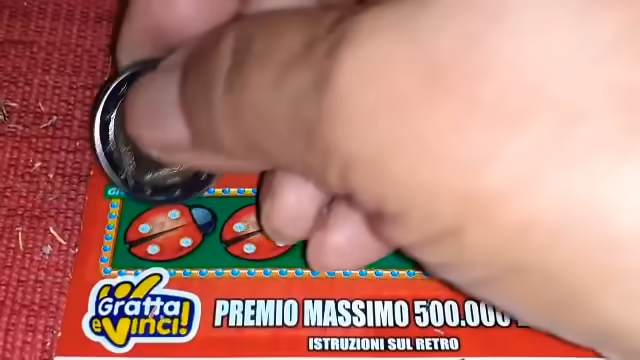 Gratta
e Vinci!
PREMIO MASSIMO 500.000
ISTRUZIONI SUL RETRO